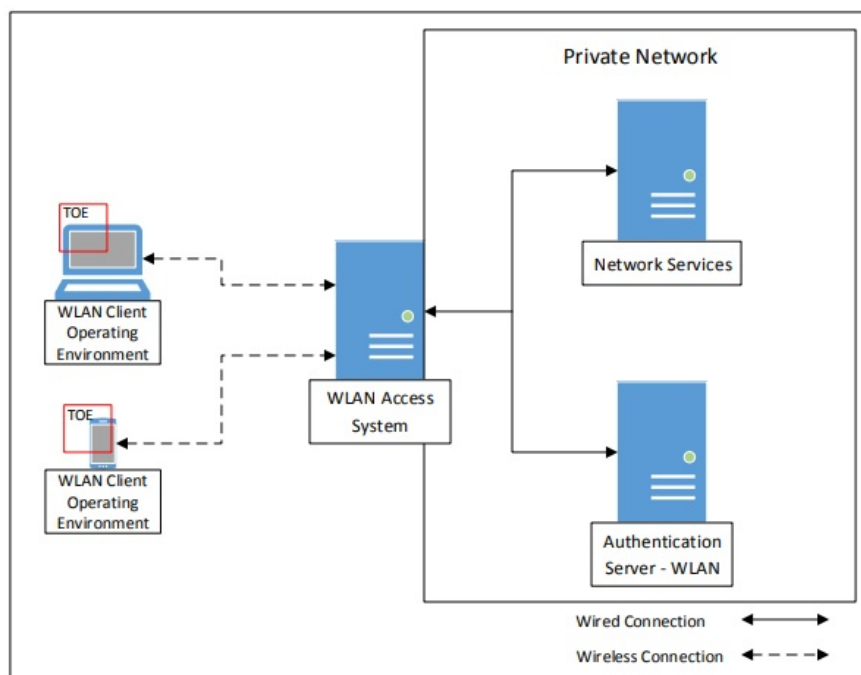 Private Network
TOE
WLAN Client
Operating
Environment
TOE
WLAN Client
Operating
Environment
WLAN Access
System
Network Services
Authentication
Server - WLAN
Wired Connection
Wireless Connection